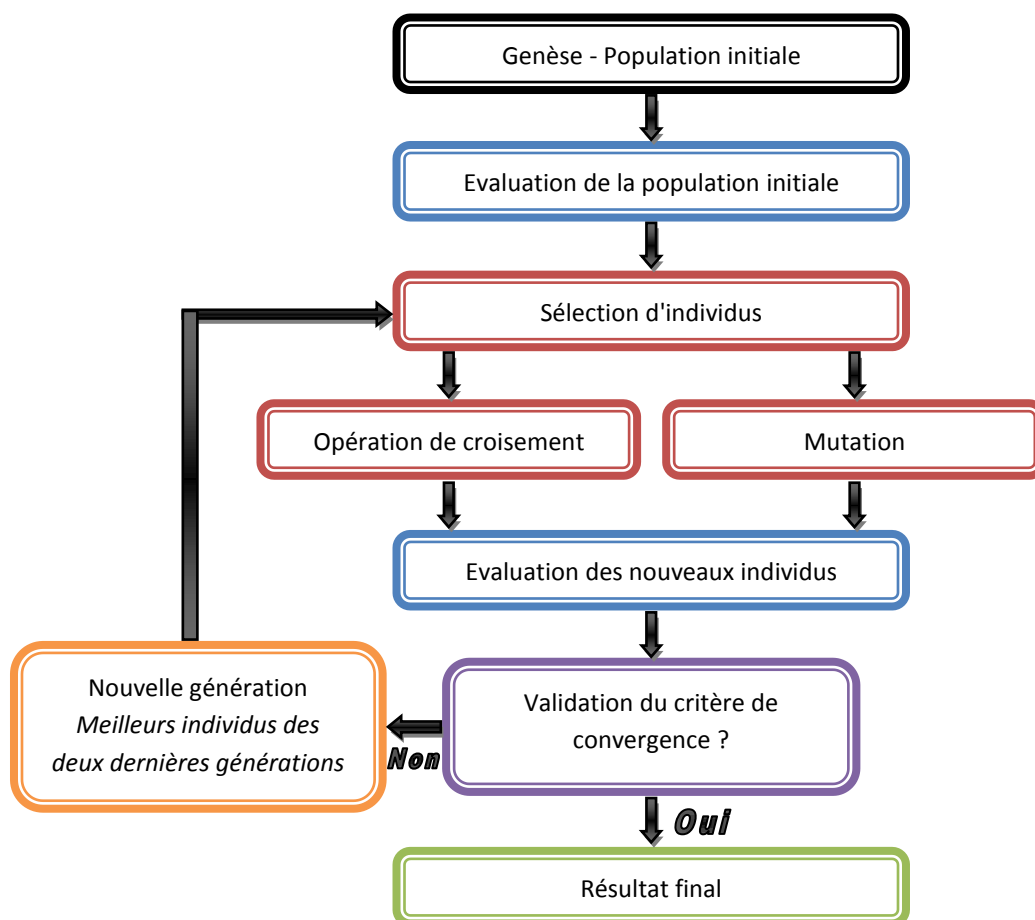 Genèse - Population initiale
Evaluation de la population initiale
Sélection d'individus
Opération de croisement
Mutation
Evaluation des nouveaux individus
Nouvelle génération
Meilleurs individus des
deux dernières générations
Validation du critère de
convergence ?
Non
Oui
Résultat final